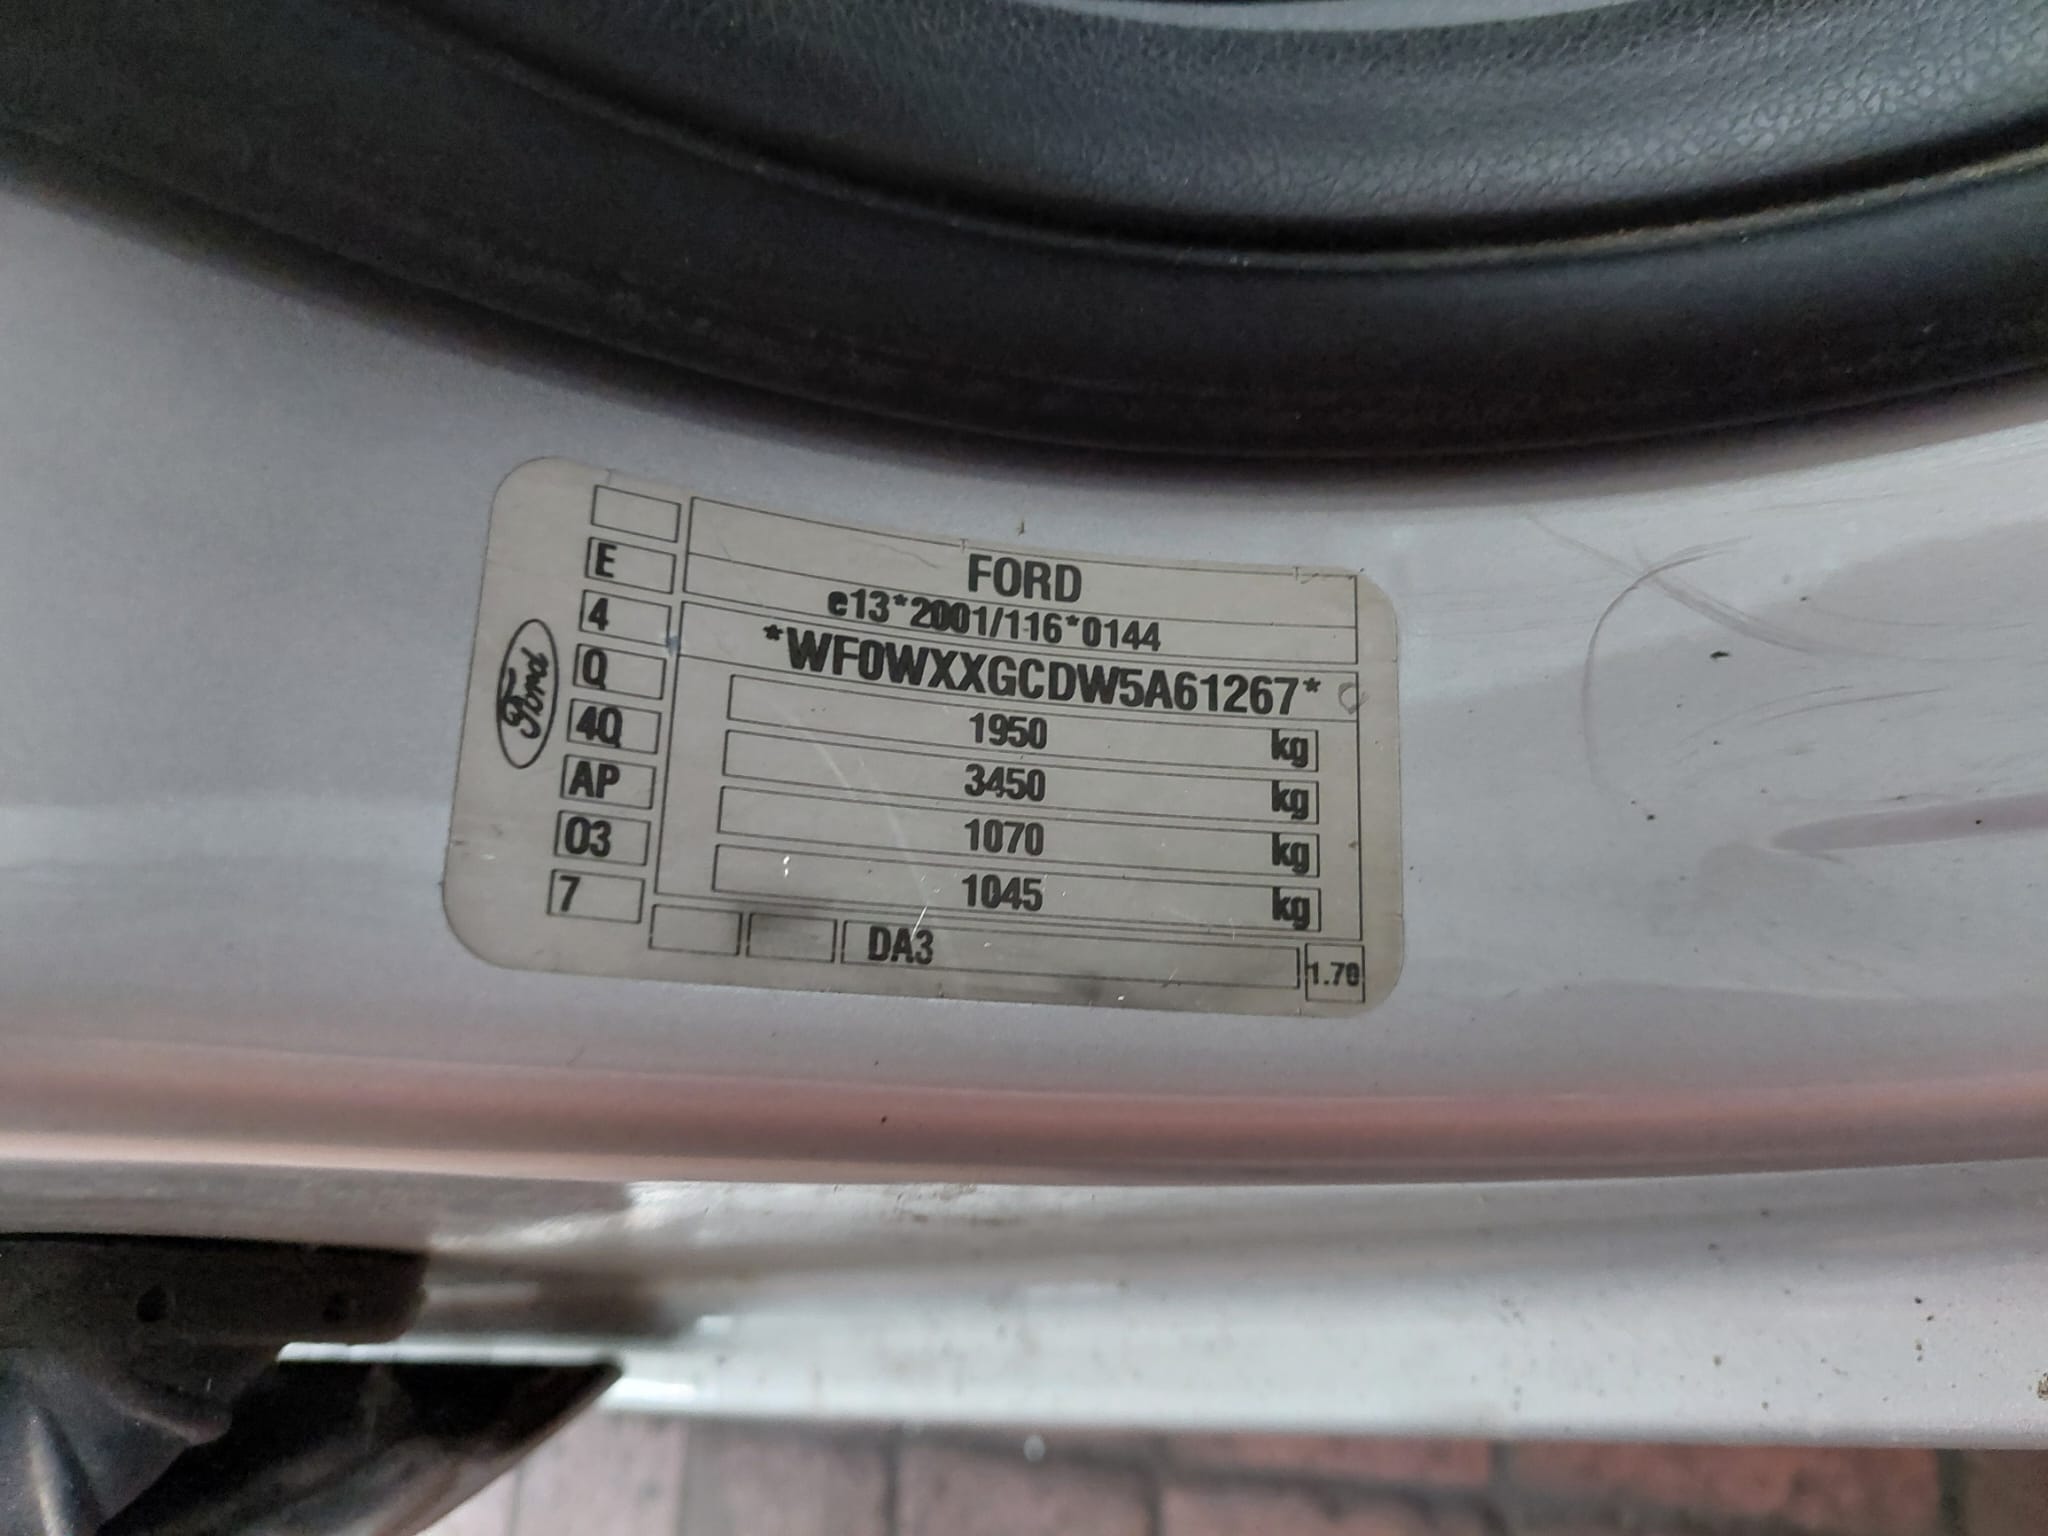 FORD
e13*2001/116*0144
*WF0WXXGCDW5A61267*
1950 kg
3450 kg
1070 kg
1045 kg
E
4
Q
4Q
AP
03
7
DA3
1.70
Ford